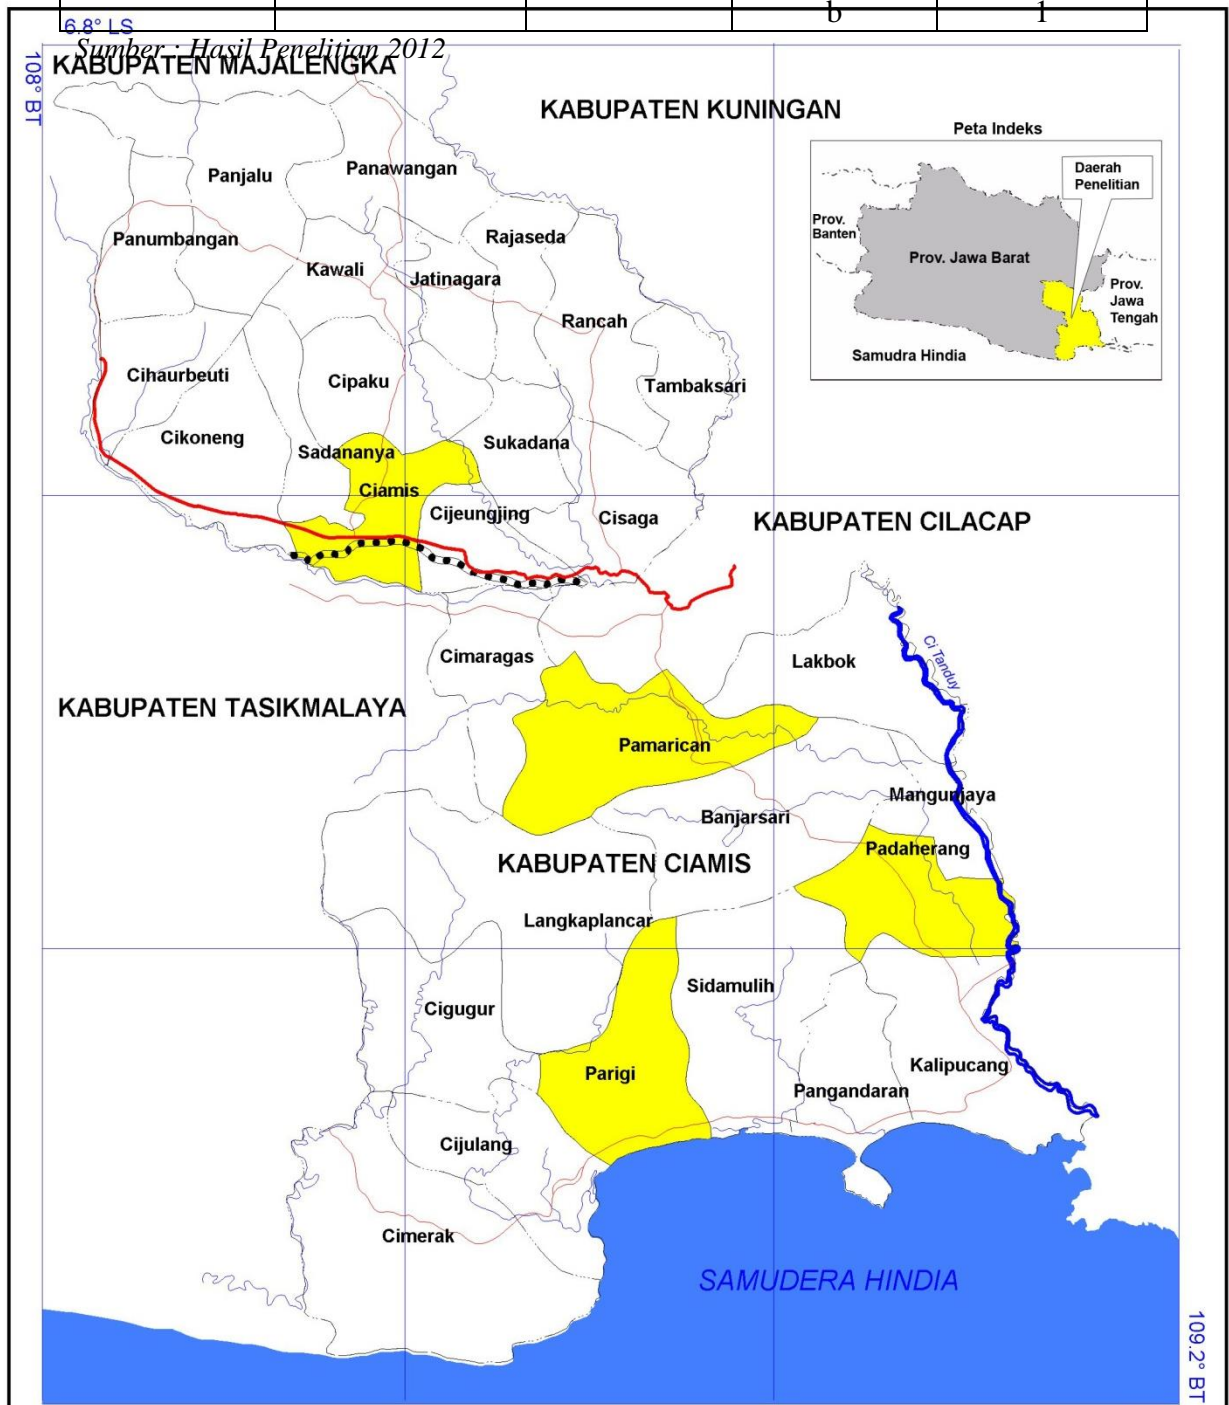 b
1
6.8° LS
Sumber : Hasil Penelitian 2012
108° BT
KABUPATEN MAJALENGKA
KABUPATEN KUNINGAN
Peta Indeks
Daerah
Penelitian
Prov.
Banten
Prov. Jawa Barat
Prov.
Jawa
Tengah
Samudra Hindia
Panjalu
Panawangan
Panumbangan
Rajaseda
Kawali
Jatinagara
Rancah
Cihaurbeuti
Cipaku
Tambaksari
Cikoneng
Sadananya
Sukadana
Ciamis
Cijeungjing
Cisaga
KABUPATEN CILACAP
Cimaragas
Lakbok
Ci Tanduy
KABUPATEN TASIKMALAYA
Pamarican
Mangunjaya
Banjarsari
Padaherang
KABUPATEN CIAMIS
Langkaplancar
Sidamulih
Cigugur
Parigi
Kalipucang
Pangandaran
Cijulang
Cimerak
SAMUDERA HINDIA
109.2° BT